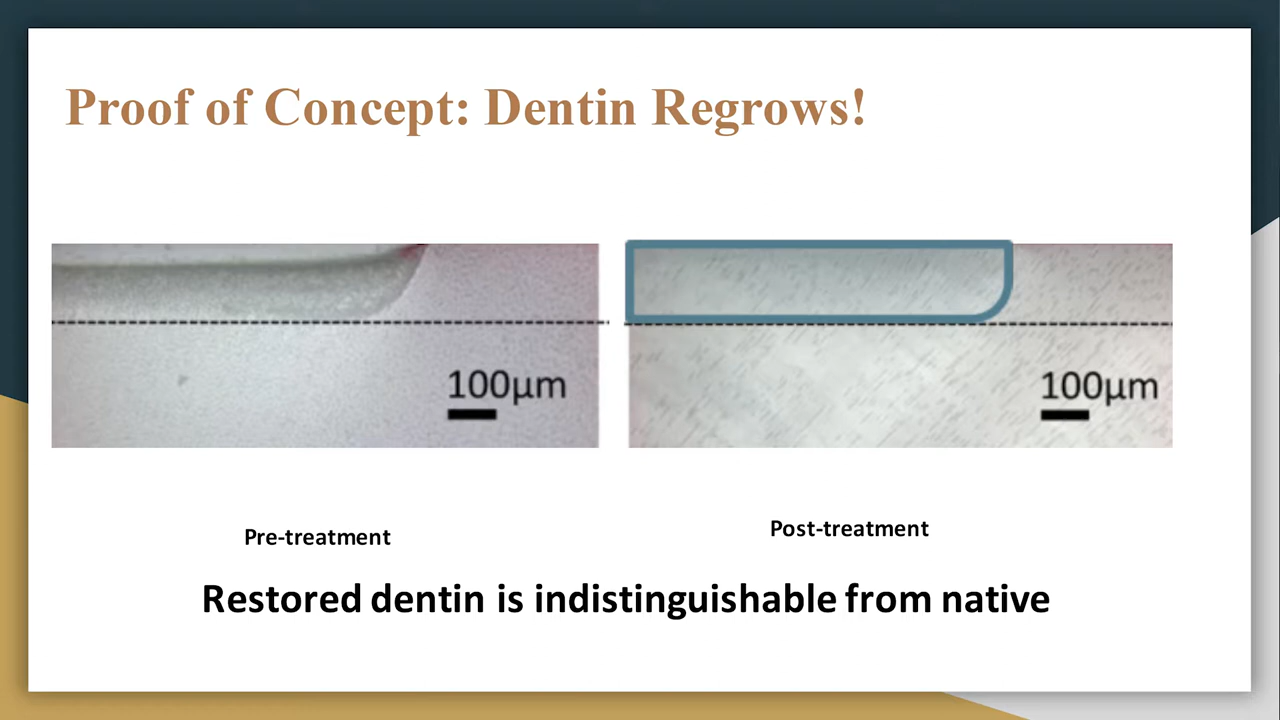 Proof of Concept: Dentin Regrows!
100µm
100µm
Pre-treatment
Post-treatment
Restored dentin is indistinguishable from native